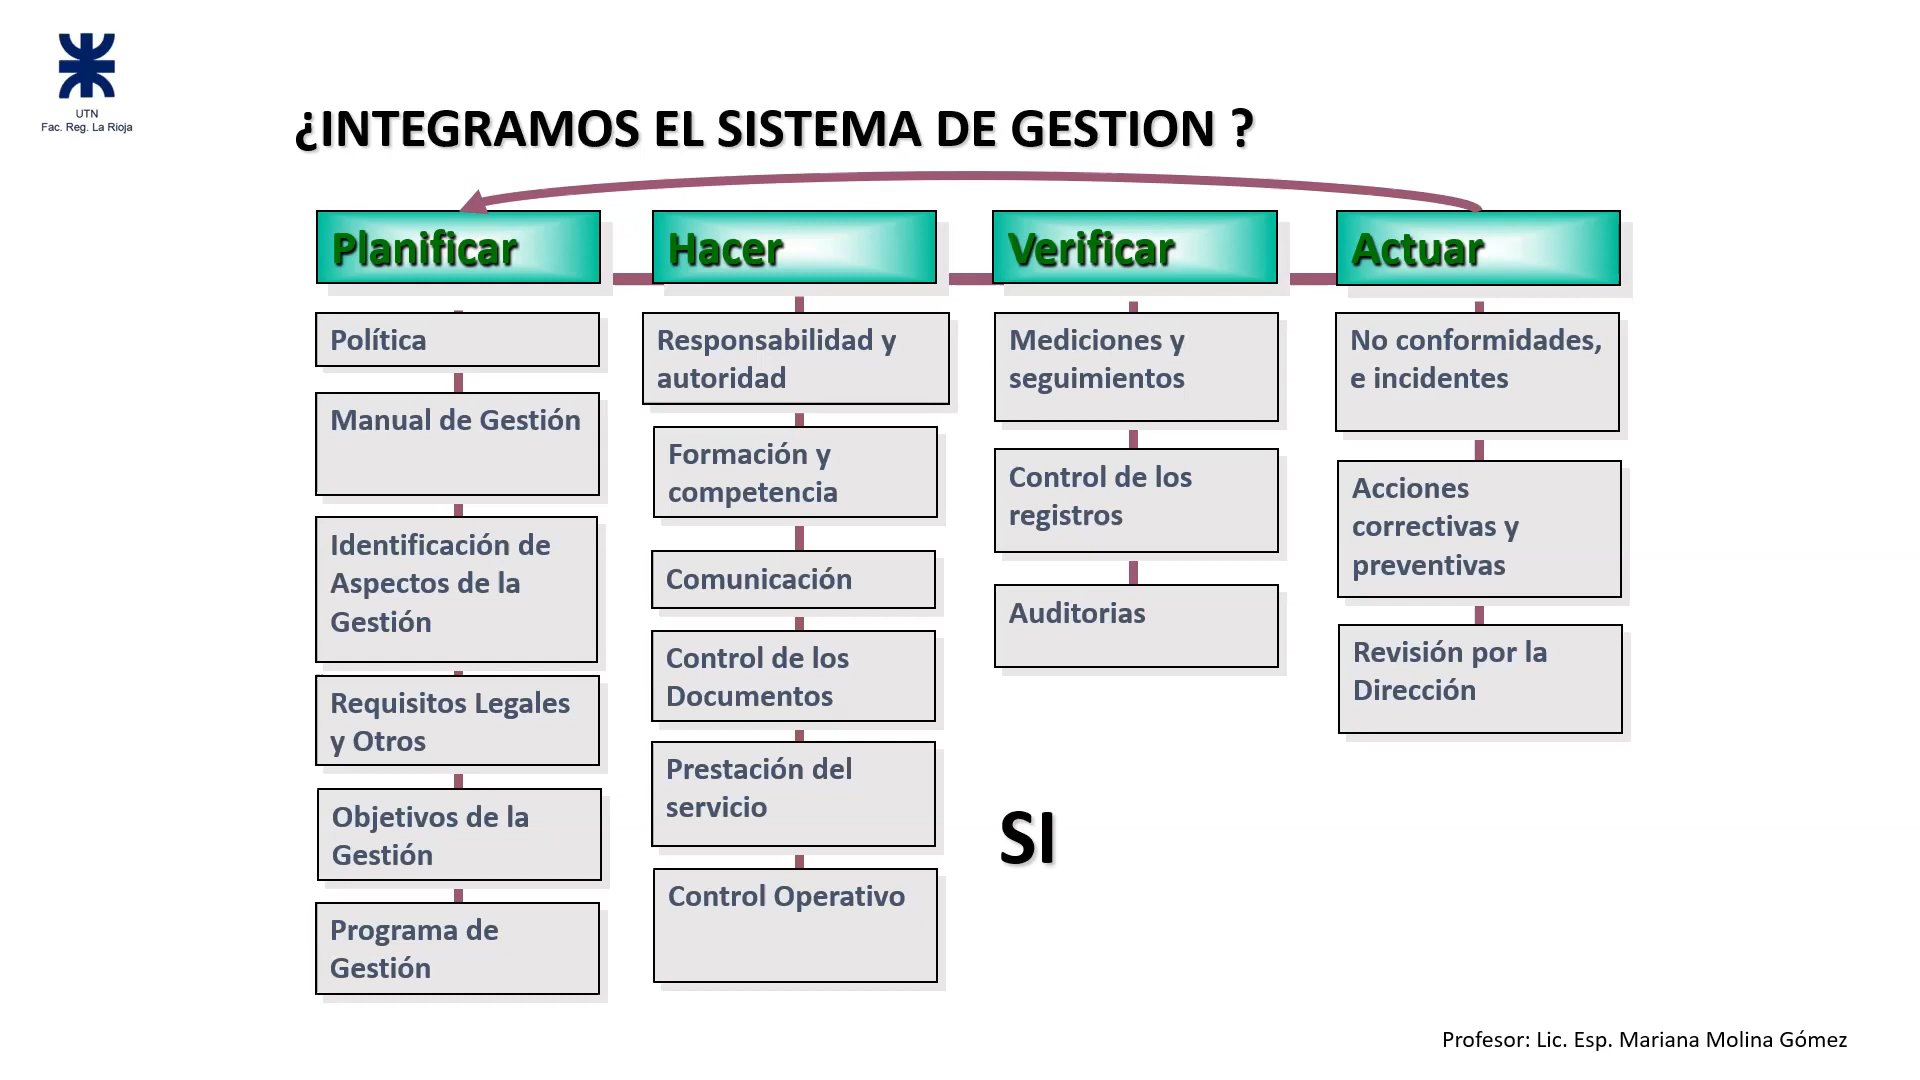 UTN
Fac. Reg. La Rioja
¿INTEGRAMOS EL SISTEMA DE GESTION ?
Planificar
Política
Manual de Gestión
Identificación de
Aspectos de la
Gestión
Requisitos Legales
y Otros
Objetivos de la
Gestión
Programa de
Gestión
Hacer
Responsabilidad y
autoridad
Formación y
competencia
Comunicación
Control de los
Documentos
Prestación del
servicio
Control Operativo
Verificar
Mediciones y
seguimientos
Control de los
registros
Auditorias
Actuar
No conformidades,
e incidentes
Acciones
correctivas y
preventivas
Revisión por la
Dirección
SI
Profesor: Lic. Esp. Mariana Molina Gómez